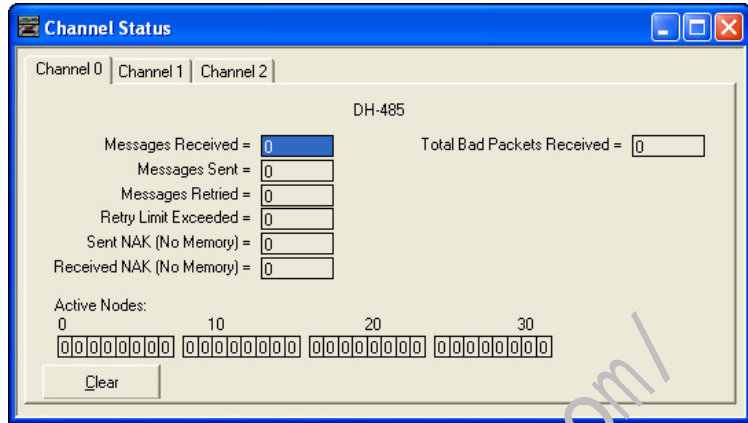 Channel Status
Channel 0 Channel 1 Channel 2
DH-485
Messages Received = 0 Total Bad Packets Received = 0
Messages Sent = 0
Messages Retried = 0
Retry Limit Exceeded = 0
Sent NAK (No Memory) = 0
Received NAK (No Memory) = 0
Active Nodes:
0 10 20 30
00000000 00000000 00000000 00000000
Clear
om/